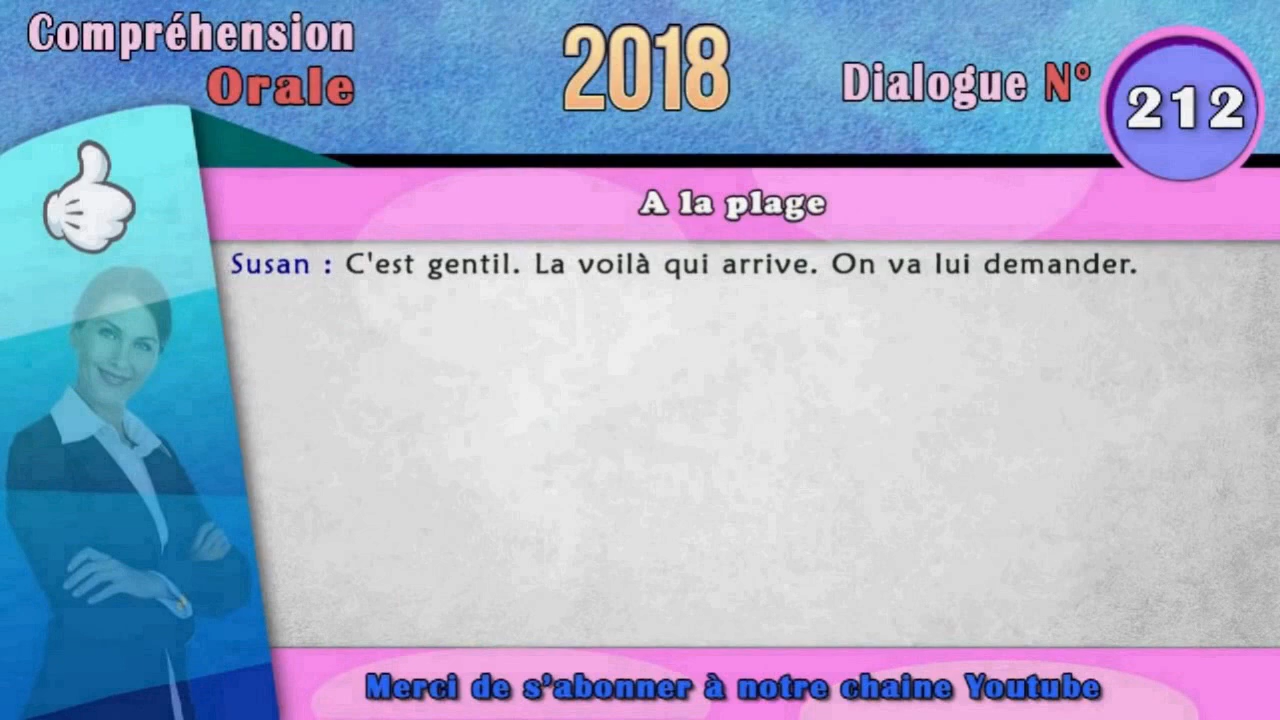 Compréhension
Orale
2018
Dialogue N°
212
A la plage
Susan : C'est gentil. La voilà qui arrive. On va lui demander.
Merci de s'abonner à notre chaine Youtube